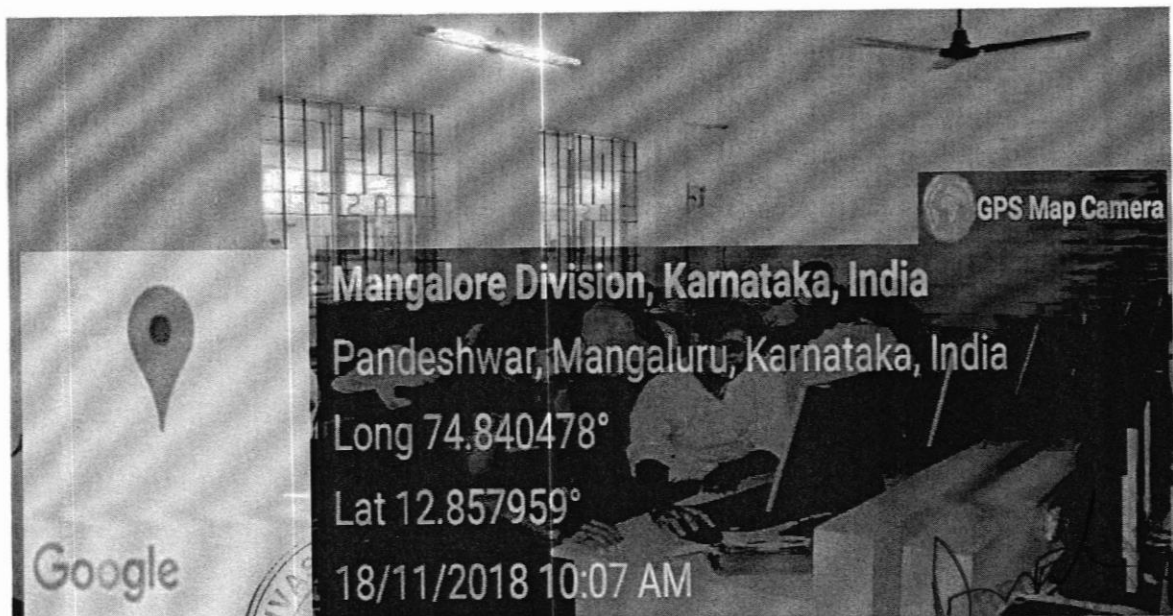 GPS Map Camera
Mangalore Division, Karnataka, India
Pandeshwar, Mangaluru, Karnataka, India
Long 74.840478°
Lat 12.857959°
18/11/2018 10:07 AM
Google